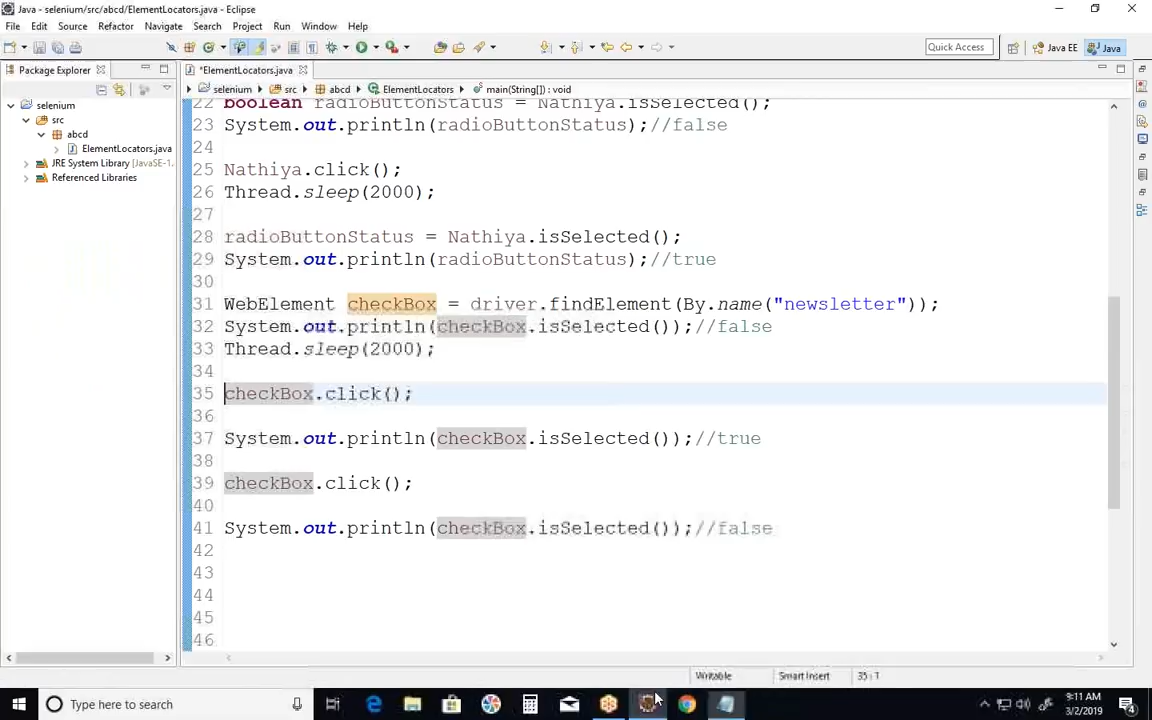 Java - selenium/src/abcd/ElementLocators.java - Eclipse
File Edit Source Refactor Navigate Search Project Run Window Help
Quick Access Java EE Java
Package Explorer
*ElementLocators.java
selenium src abcd ElementLocators main(String[]) : void
selenium
src
abcd
ElementLocators.java
JRE System Library [JavaSE-1.
Referenced Libraries
22 boolean radioButtonStatus = Nathiya.isSelected();
23 System.out.println(radioButtonStatus);//false
24
25 Nathiya.click();
26 Thread.sleep(2000);
27
28 radioButtonStatus = Nathiya.isSelected();
29 System.out.println(radioButtonStatus);//true
30
31 WebElement checkBox = driver.findElement(By.name("newsletter"));
32 System.out.println(checkBox.isSelected());//false
33 Thread.sleep(2000);
34
35 checkBox.click();
36
37 System.out.println(checkBox.isSelected());//true
38
39 checkBox.click();
40
41 System.out.println(checkBox.isSelected());//false
42
43
44
45
46
Writable Smart Insert 35 : 1
Type here to search
9:11 AM
3/2/2019
4